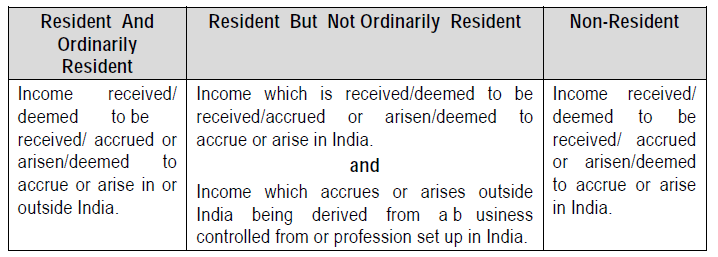 Resident And
Ordinarily
Resident
Resident But Not Ordinarily Resident
Non-Resident
Income received/
deemed to be
received/ accrued or
arisen/deemed to
accrue or arise in or
outside India.
Income which is received/deemed to be
received/accrued or arisen/deemed to
accrue or arise in India.
and
Income which accrues or arises outside
India being derived from a b usiness
controlled from or profession set up in India.
Income received/
deemed to be
received/ accrued
or arisen/deemed
to accrue or arise
in India.